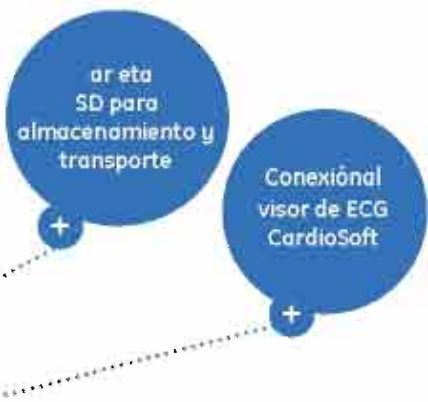 ar eta
SD para
almacenamiento y
transporte
+
Conexiónal
visor de ECG
CardioSoft
+